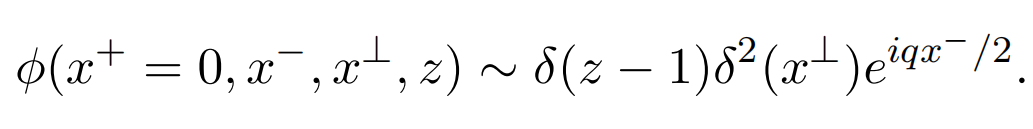 ϕ(x⁺ = 0, x⁻, x^⊥, z) ∼ δ(z − 1)δ²(x^⊥)e^{iqx⁻/2}.